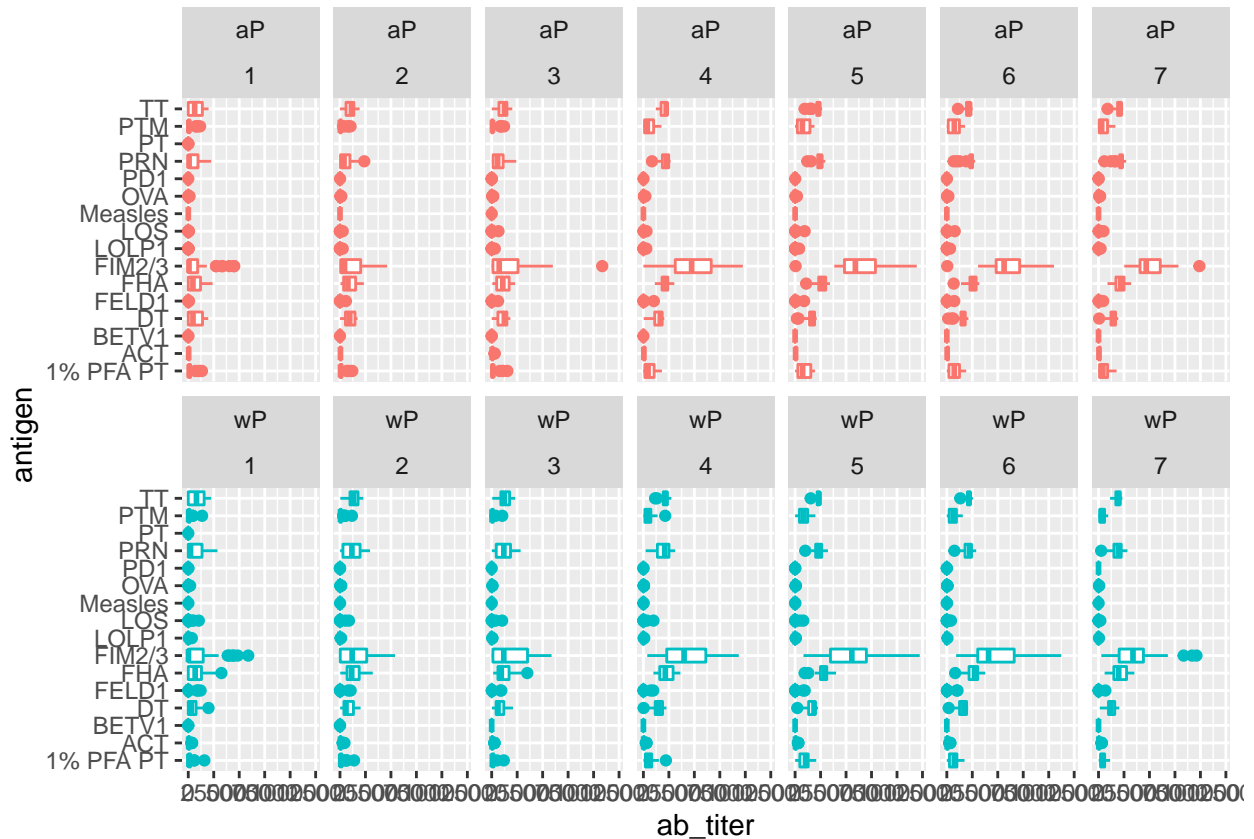 aP aP aP aP aP aP aP
1 2 3 4 5 6 7
TT
PTM
PT
PRN
PD1
OVA
Measles
LOS
LOLP1
FIM2/3
FHA
FELD1
DT
BETV1
ACT
1% PFA PT
antigen
wP wP wP wP wP wP wP
1 2 3 4 5 6 7
TT
PTM
PT
PRN
PD1
OVA
Measles
LOS
LOLP1
FIM2/3
FHA
FELD1
DT
BETV1
ACT
1% PFA PT
ab_titer